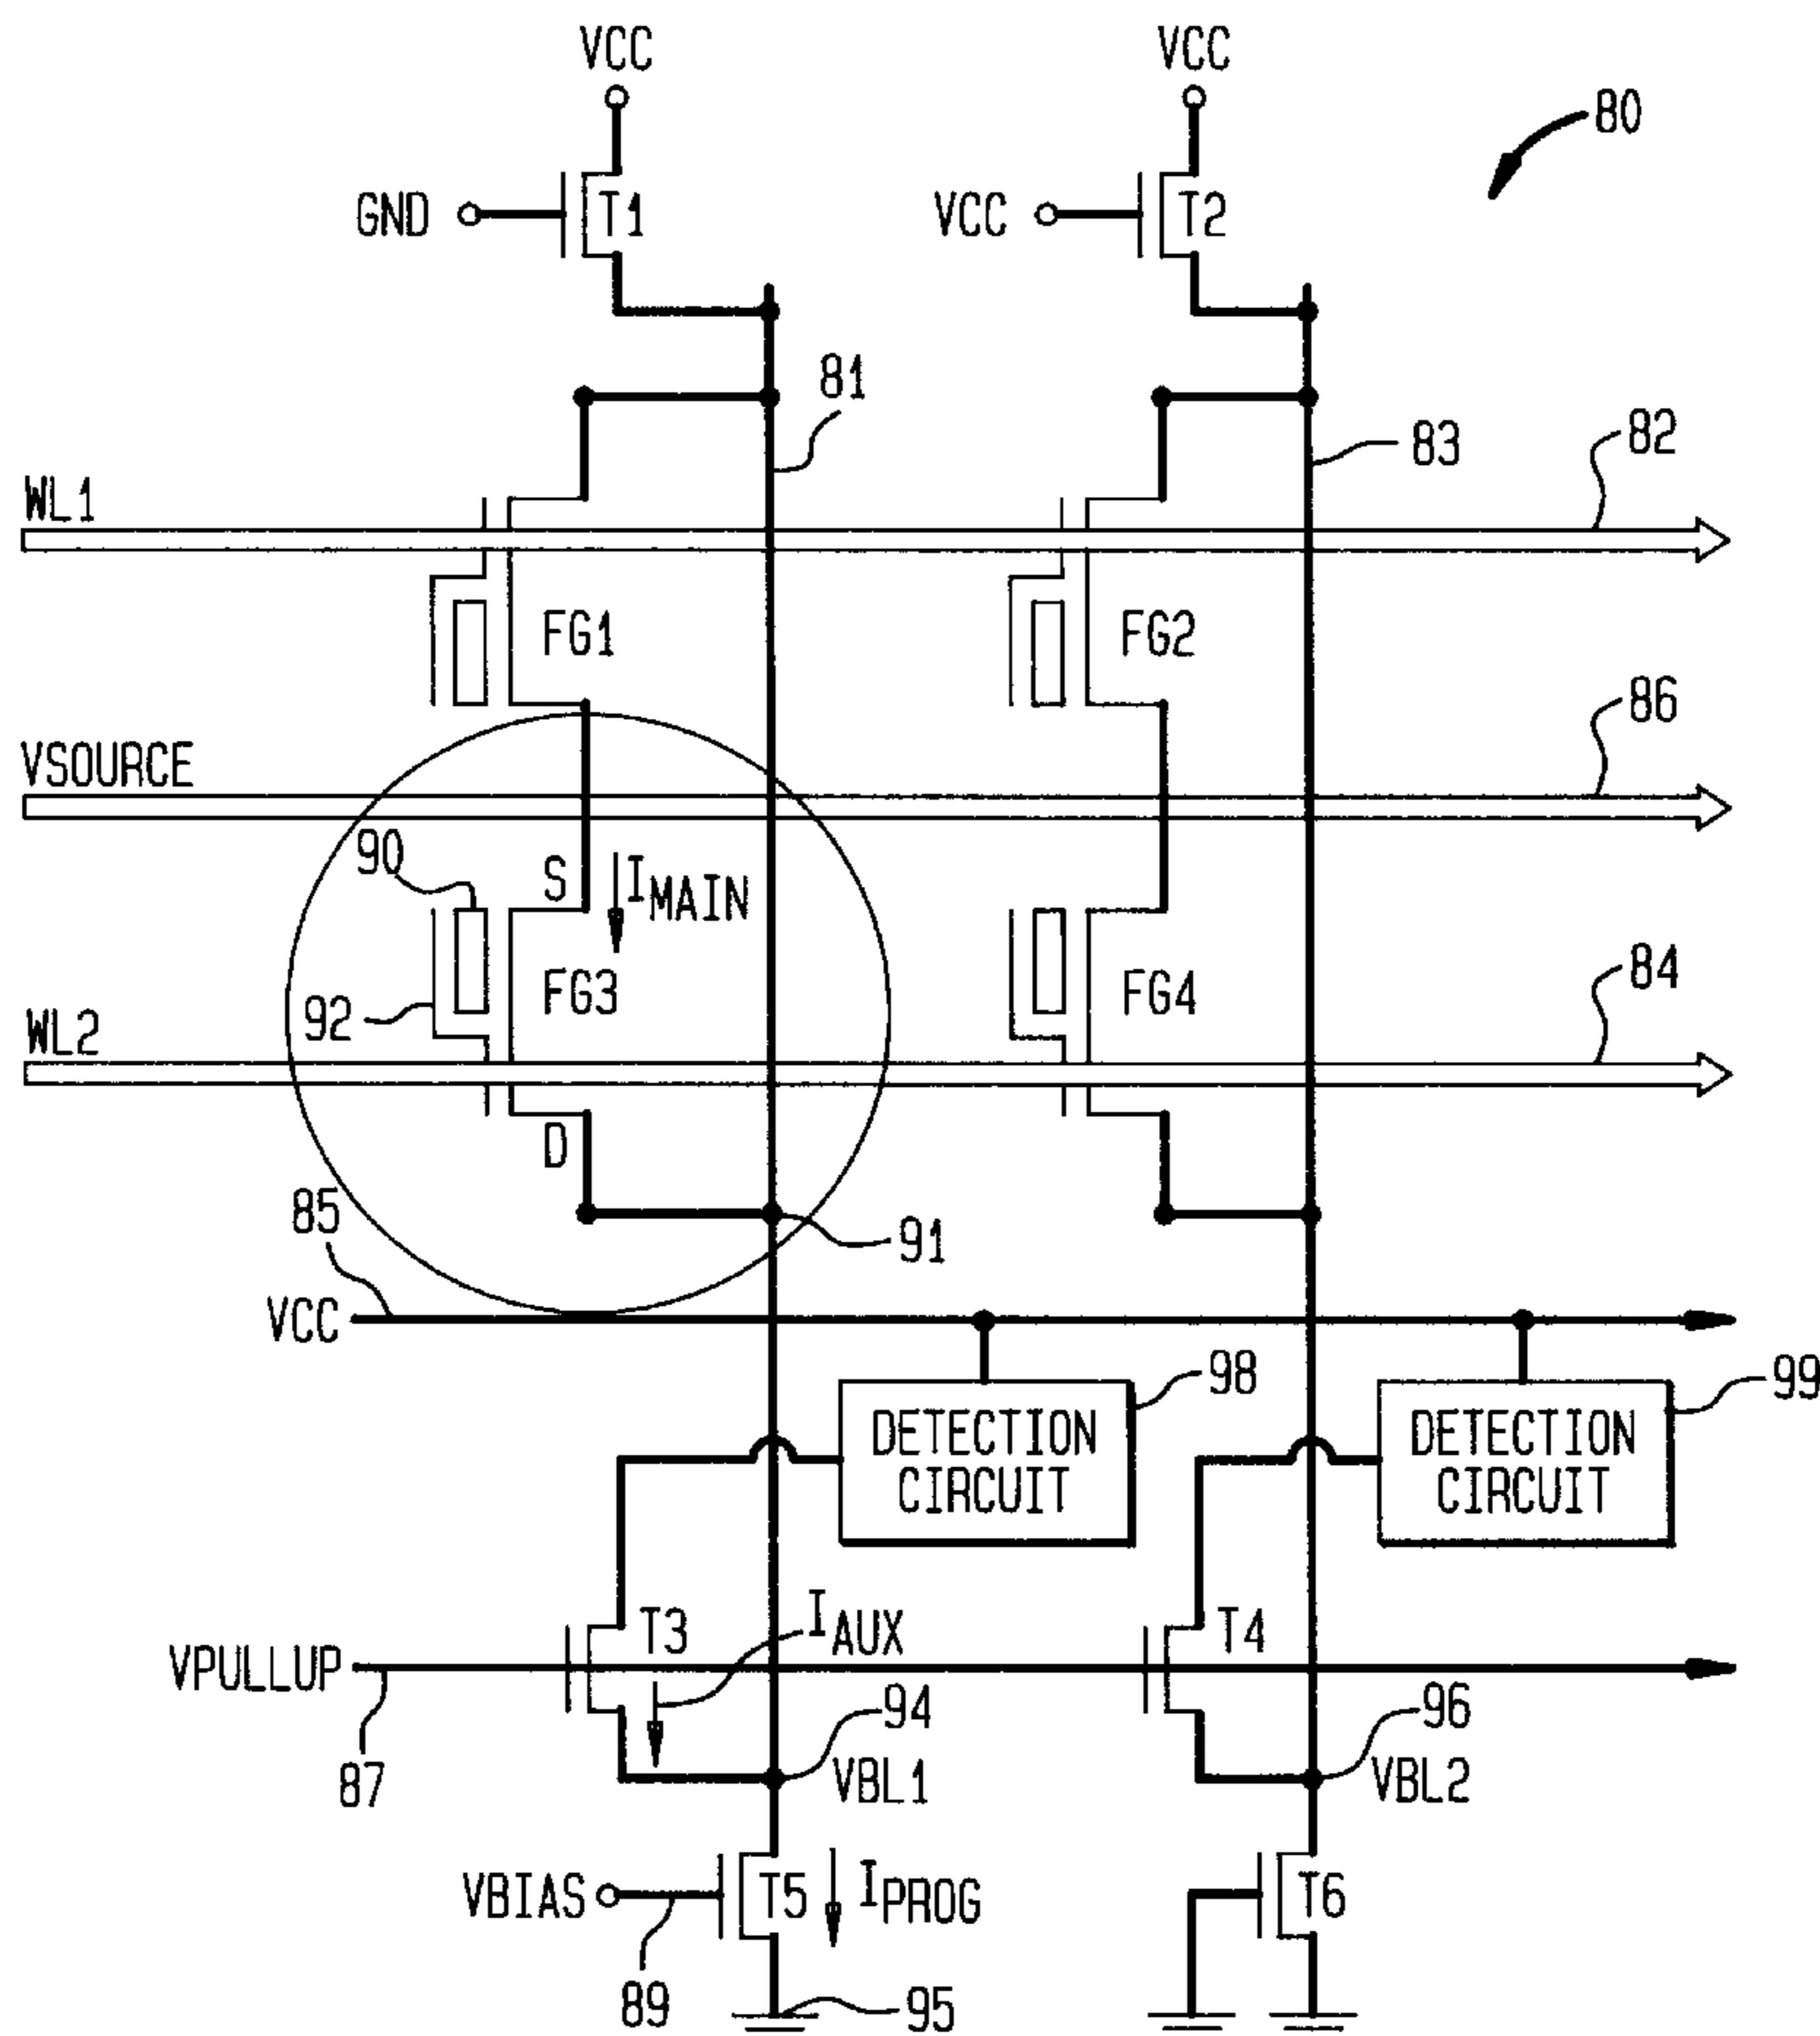 VCC VCC
80
GND T1 VCC T2
81
82
83
WL1
FG1 FG2
86
VSOURCE
90
S IMAIN
84
FG3 FG4
92
WL2
D
85
91
VCC
98
99
DETECTION CIRCUIT
DETECTION CIRCUIT
T3 IAUX T4
VPULLUP
94 96
87
VBL1 VBL2
VBIAS T5 IPROG T6
89 95